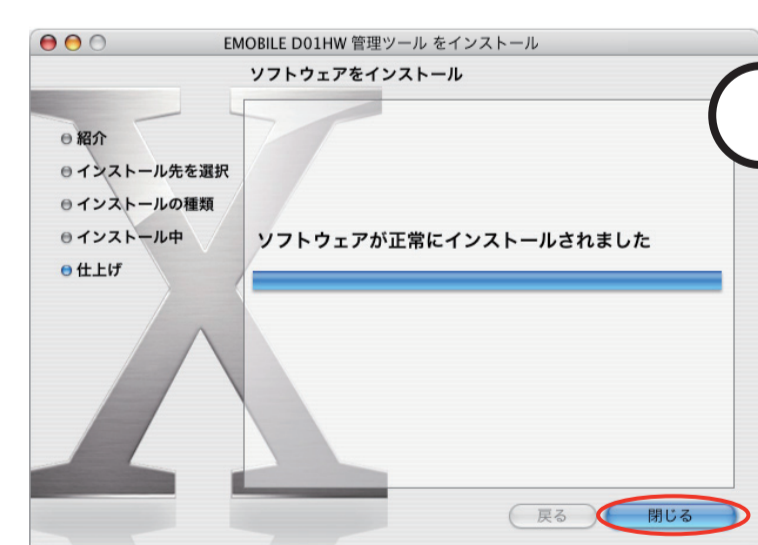 EMOBILE D01HW 管理ツール をインストール
ソフトウェアをインストール
紹介
インストール先を選択
インストールの種類
インストール中
仕上げ
ソフトウェアが正常にインストールされました
戻る
閉じる